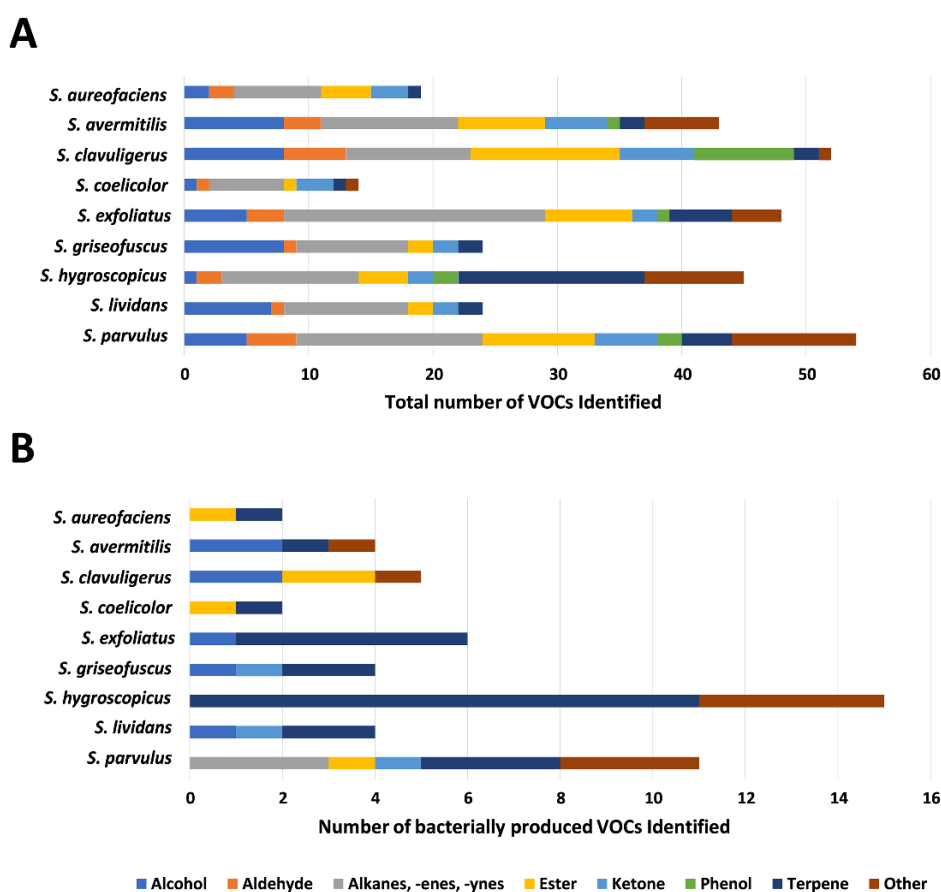 A
S. aureofaciens
S. avermitilis
S. clavuligerus
S. coelicolor
S. exfoliatus
S. griseofuscus
S. hygroscopicus
S. lividans
S. parvulus
0 10 20 30 40 50 60
Total number of VOCs Identified
B
S. aureofaciens
S. avermitilis
S. clavuligerus
S. coelicolor
S. exfoliatus
S. griseofuscus
S. hygroscopicus
S. lividans
S. parvulus
0 2 4 6 8 10 12 14 16
Number of bacterially produced VOCs Identified
Alcohol Aldehyde Alkanes, -enes, -ynes Ester Ketone Phenol Terpene Other